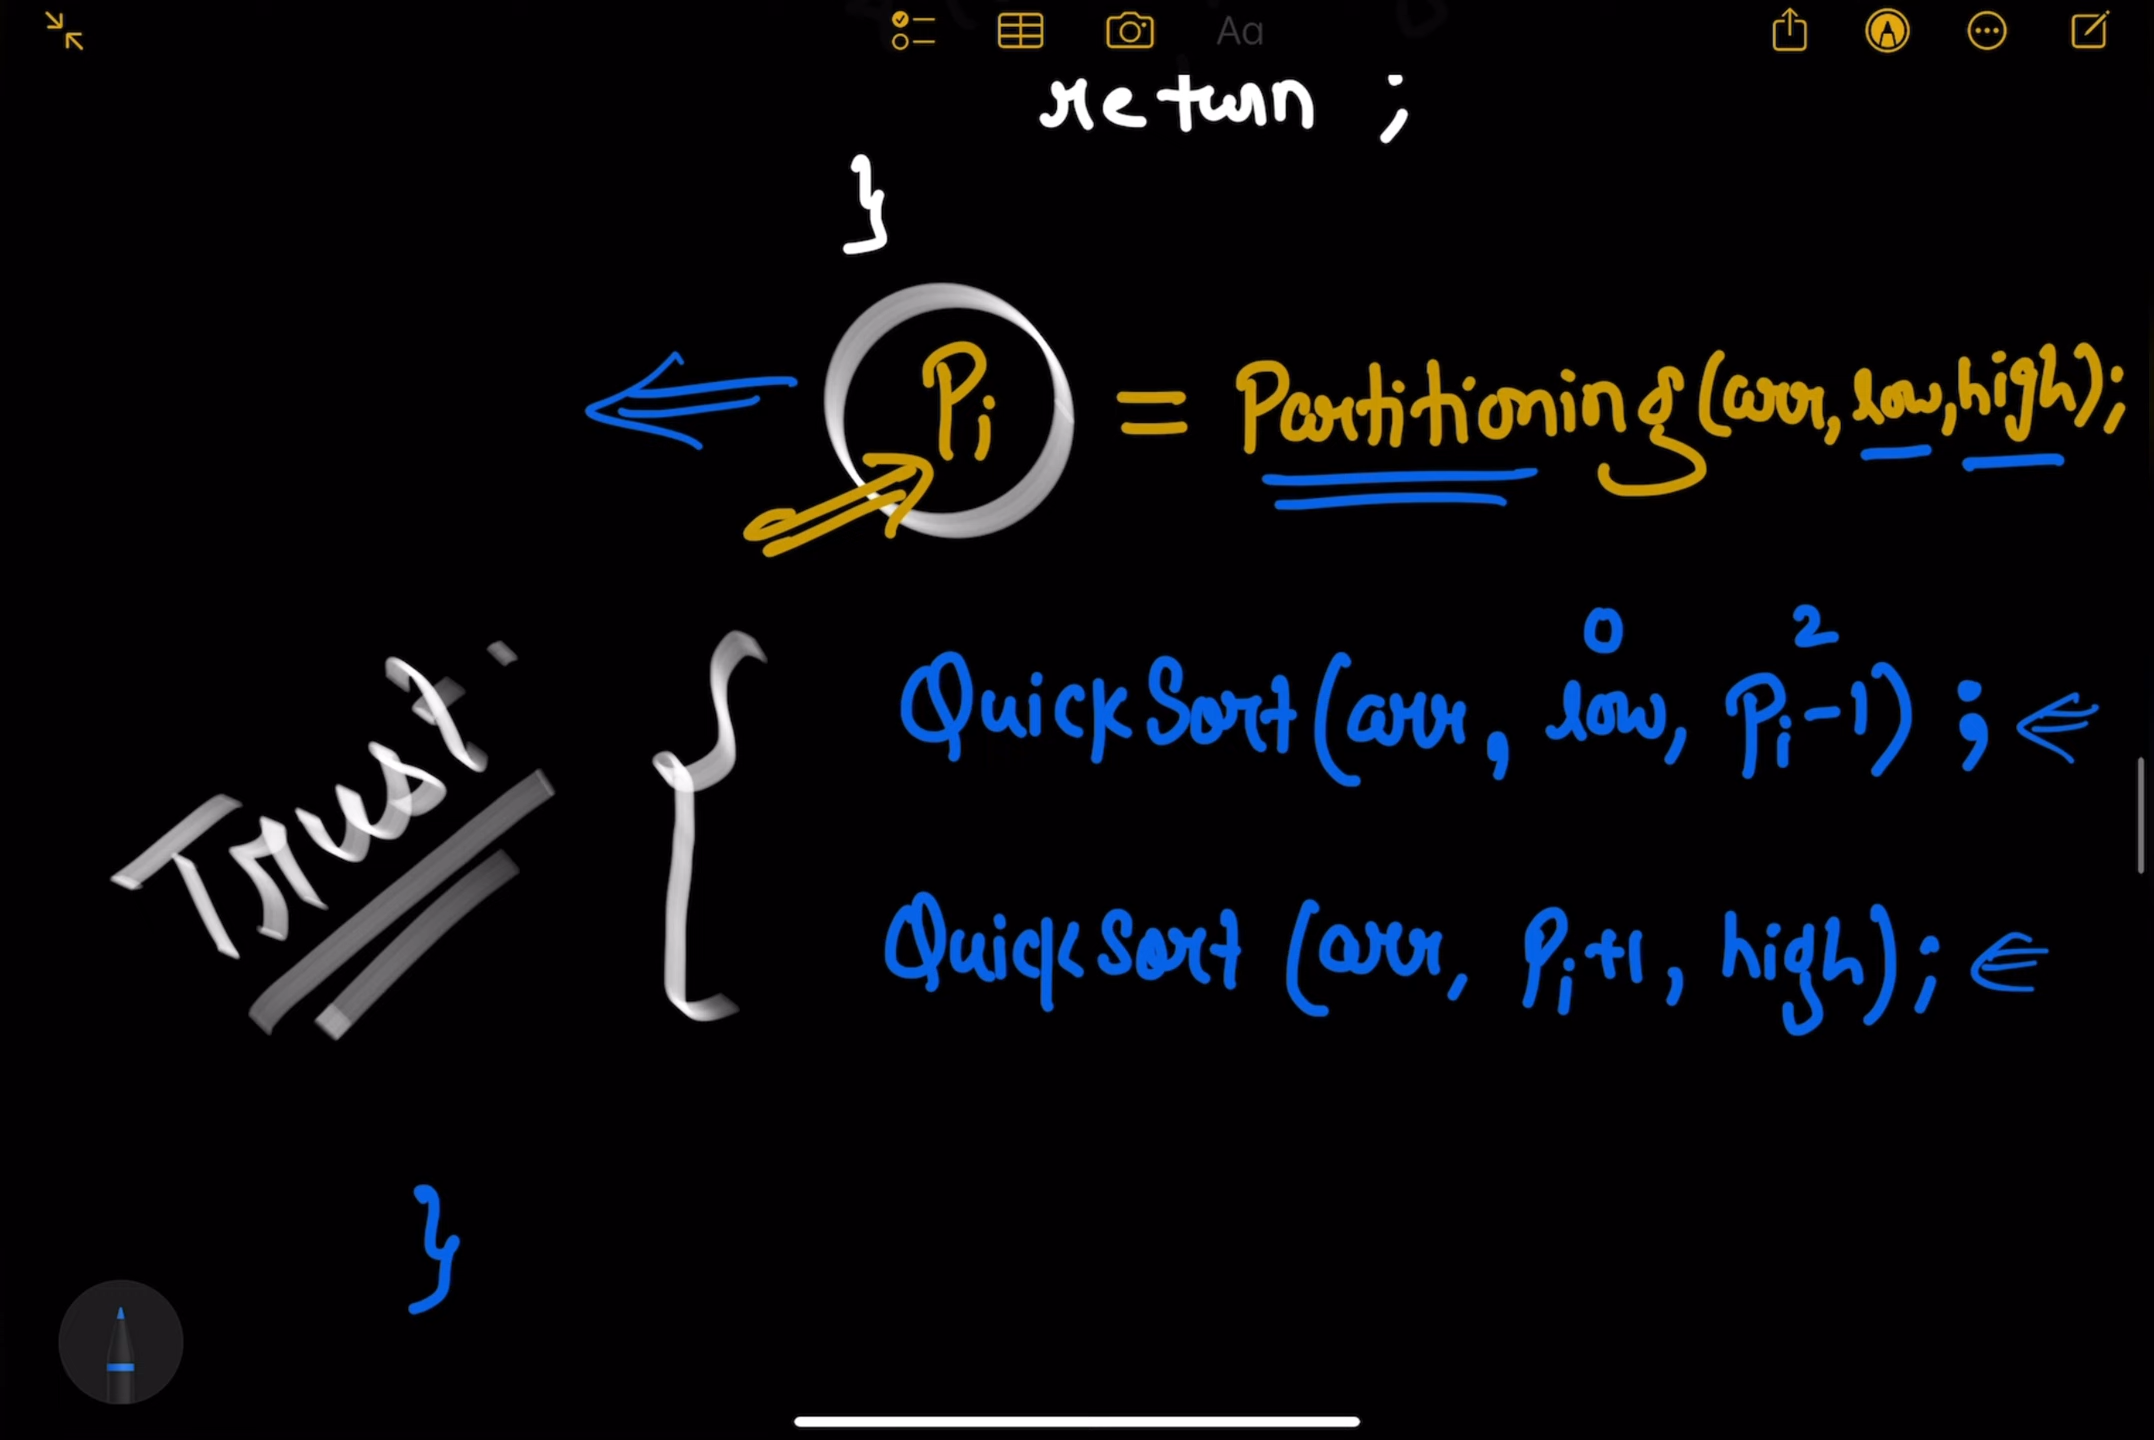 Aa
return ;
}
Pi = Partitioning(arr, low, high);
0 2
QuickSort(arr, low, Pi-1) ;
Trust {
QuickSort (arr, Pi+1, high);
}